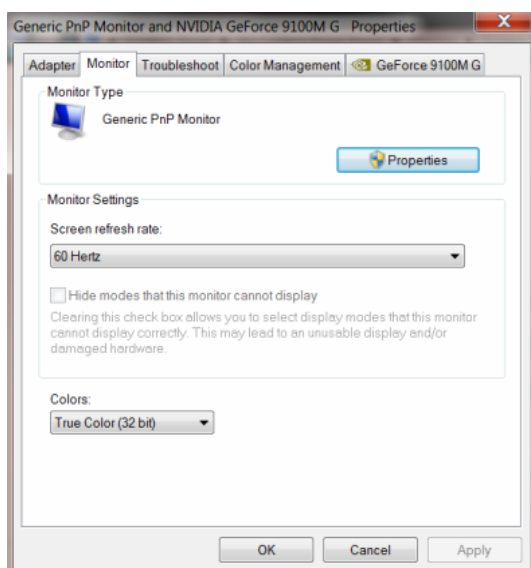 Generic PnP Monitor and NVIDIA GeForce 9100M G Properties
X
Adapter Monitor Troubleshoot Color Management GeForce 9100M G
Monitor Type
Generic PnP Monitor
Properties
Monitor Settings
Screen refresh rate:
60 Hertz
Hide modes that this monitor cannot display
Clearing this check box allows you to select display modes that this monitor
cannot display correctly. This may lead to an unusable display and/or
damaged hardware.
Colors:
True Color (32 bit)
OK Cancel Apply